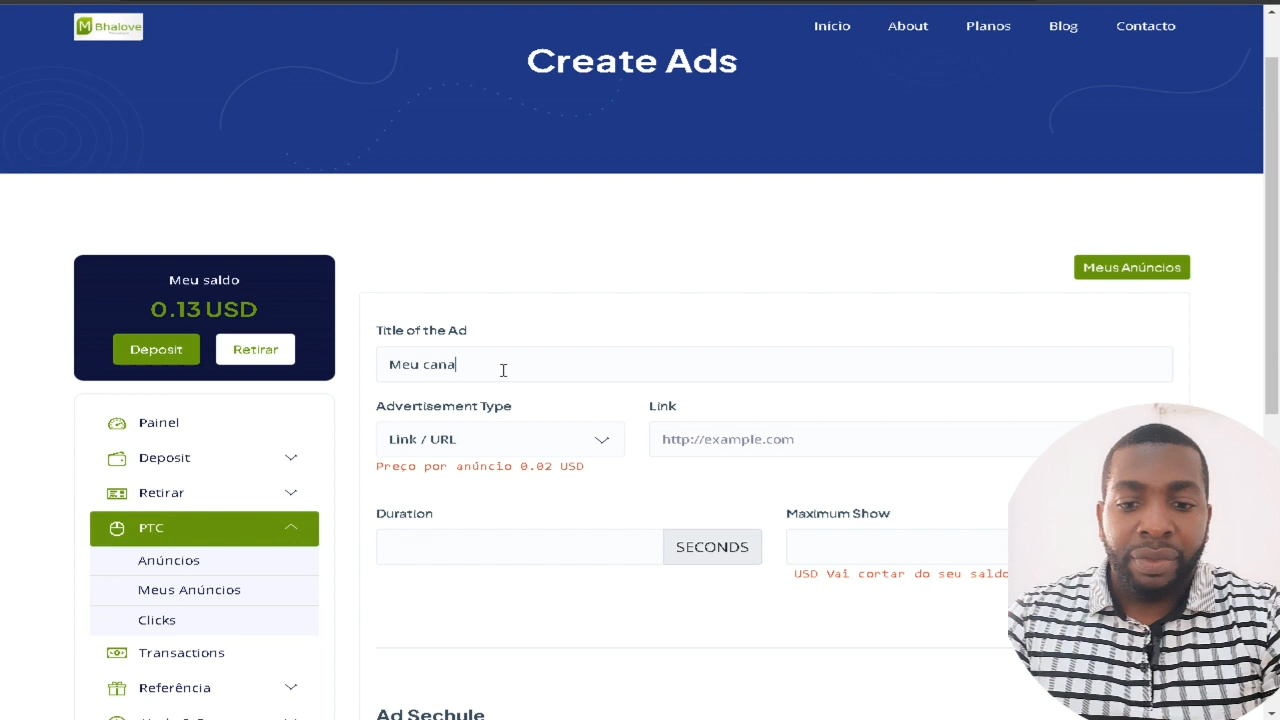 M Bhalove
Início
About
Planos
Blog
Contacto
Create Ads
Meu saldo
0.13 USD
Deposit
Retirar
Meus Anúncios
Title of the Ad
Meu cana
Advertisement Type
Link
Link / URL
http://example.com
Preço por anúncio 0.02 USD
Duration
Maximum Show
SECONDS
USD Vai cortar do seu saldo
Painel
Deposit
Retirar
PTC
Anúncios
Meus Anúncios
Clicks
Transactions
Referência
Ad Sechule